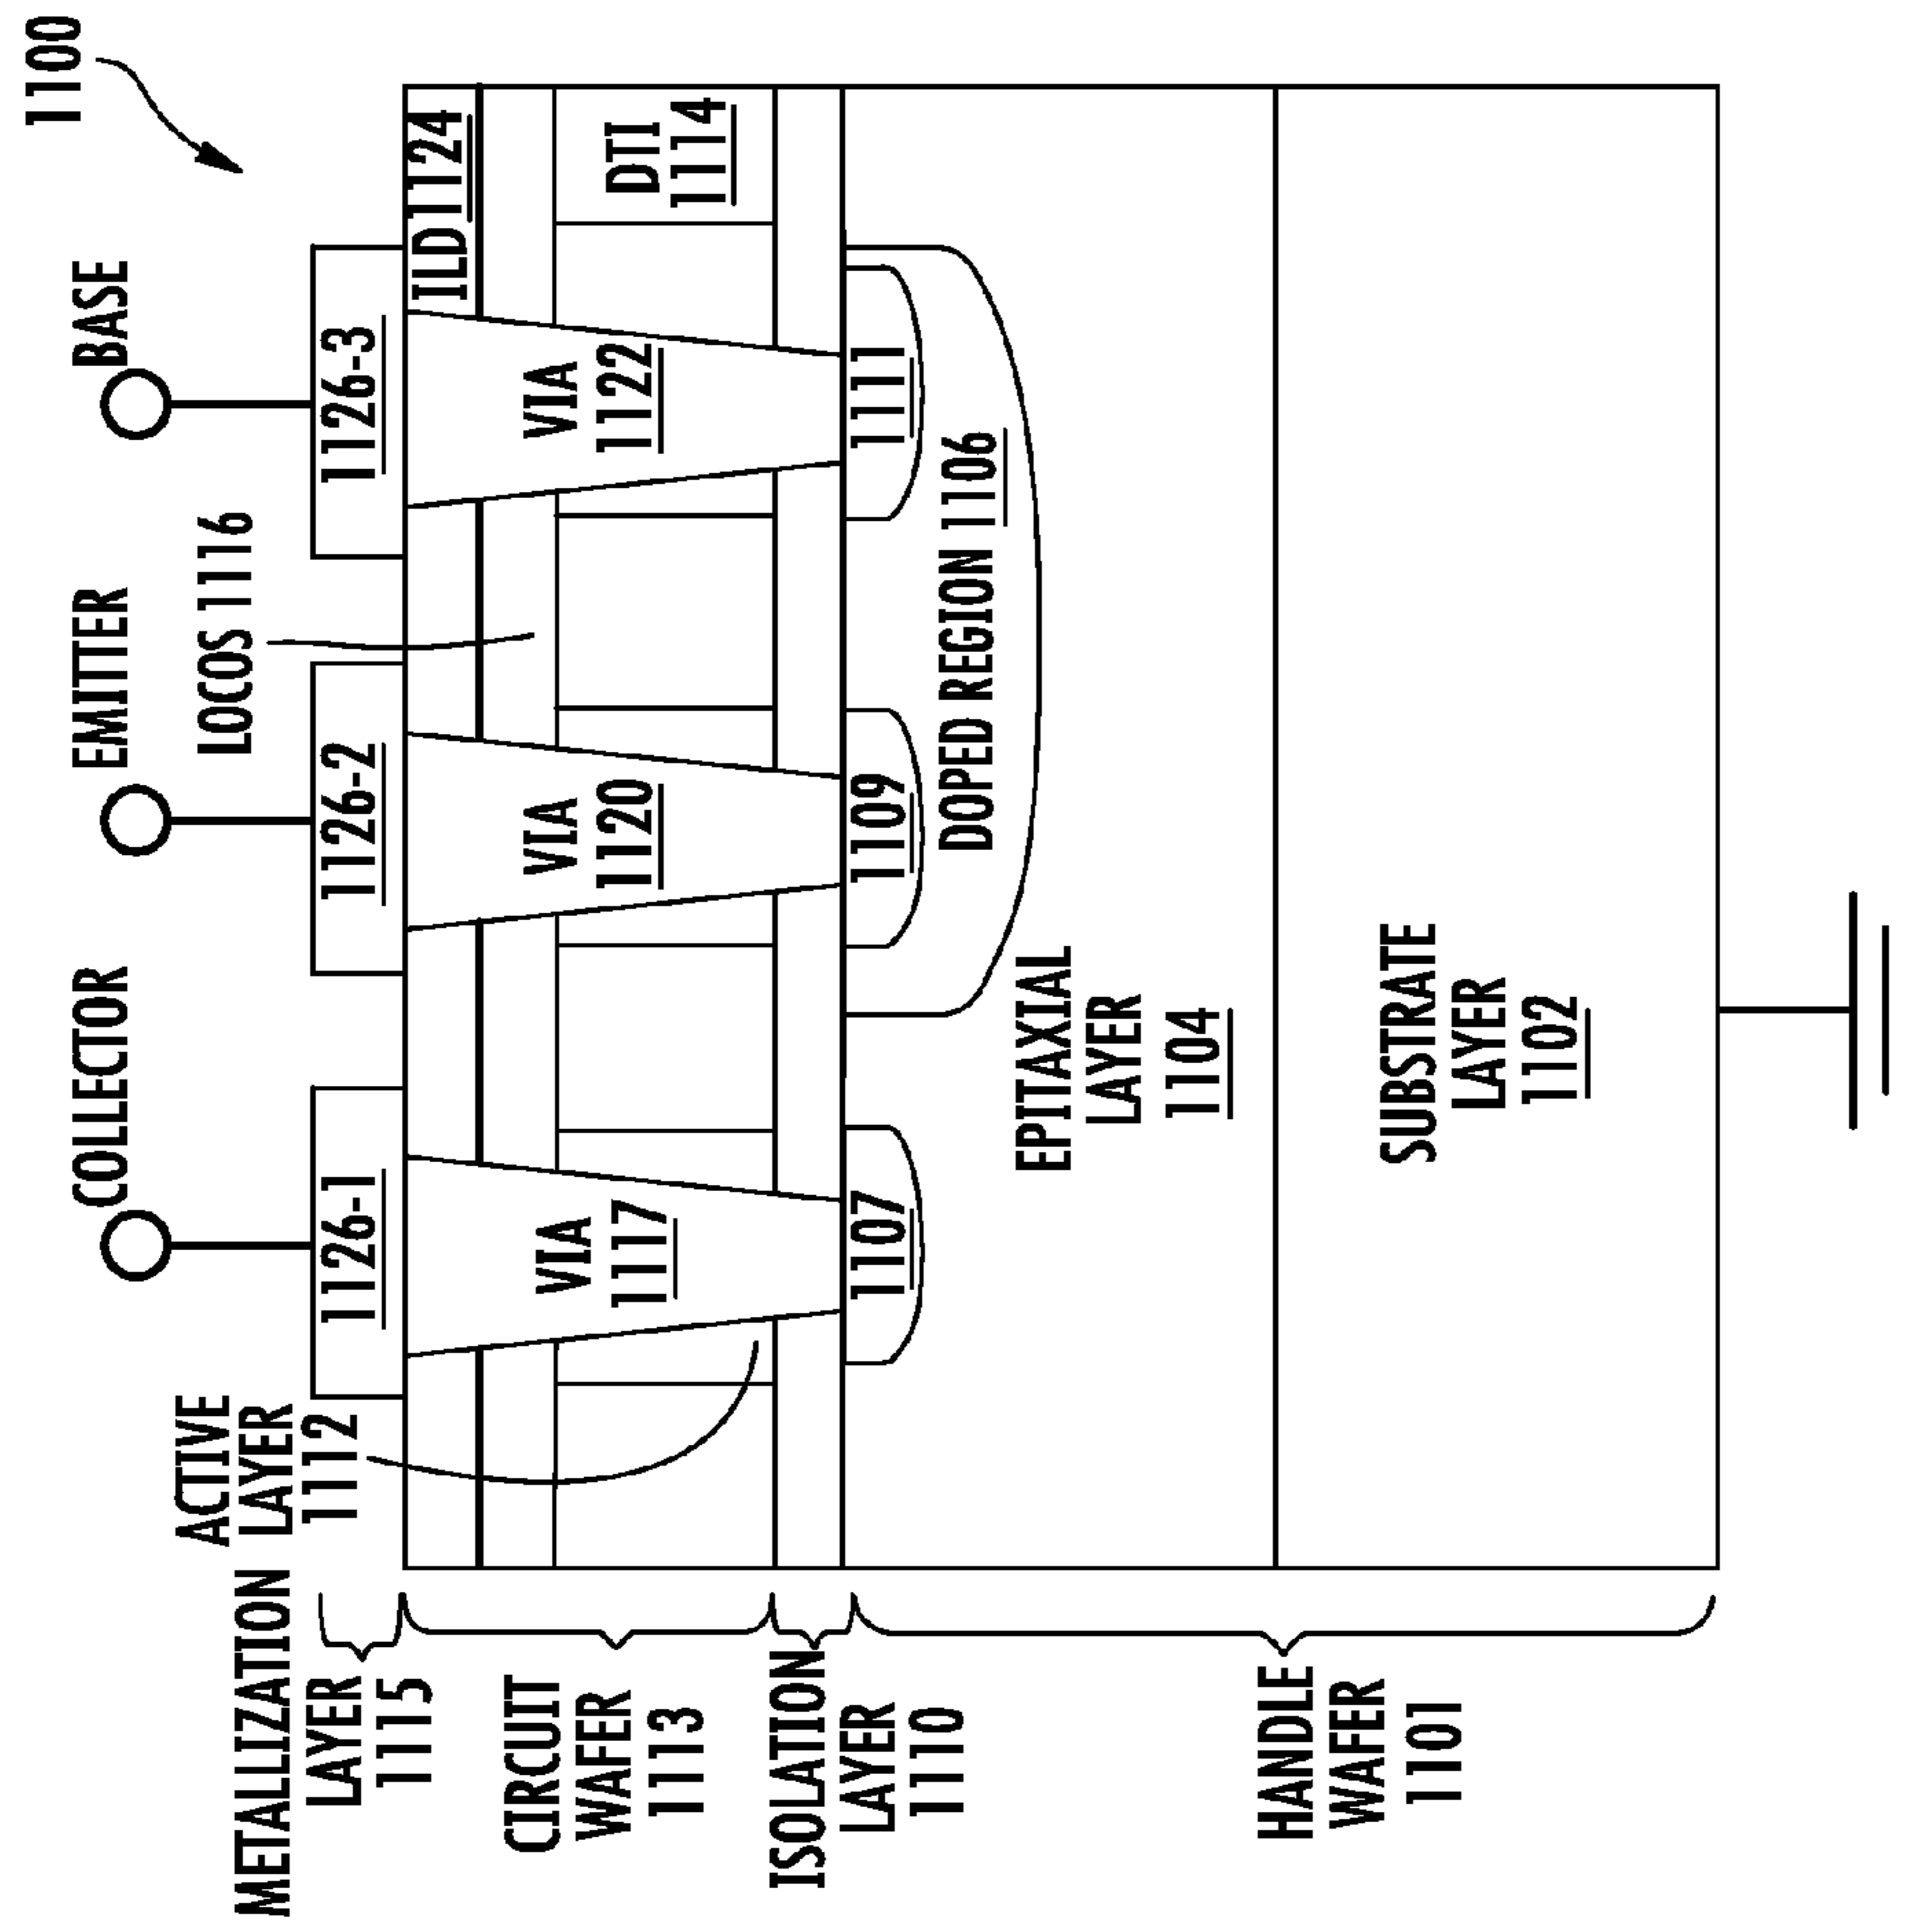 1100
COLLECTOR
EMITTER
BASE
LOCOS 1116
ACTIVE
LAYER
1112
METALLIZATION
LAYER
1115
1126-1
1126-2
1126-3
ILD 1124
CIRCUIT
WAFER
1113
VIA
1117
VIA
1120
VIA
1122
DTI
1114
ISOLATION
LAYER
1110
1107
1109
1111
DOPED REGION 1106
EPITAXIAL
LAYER
1104
HANDLE
WAFER
1101
SUBSTRATE
LAYER
1102